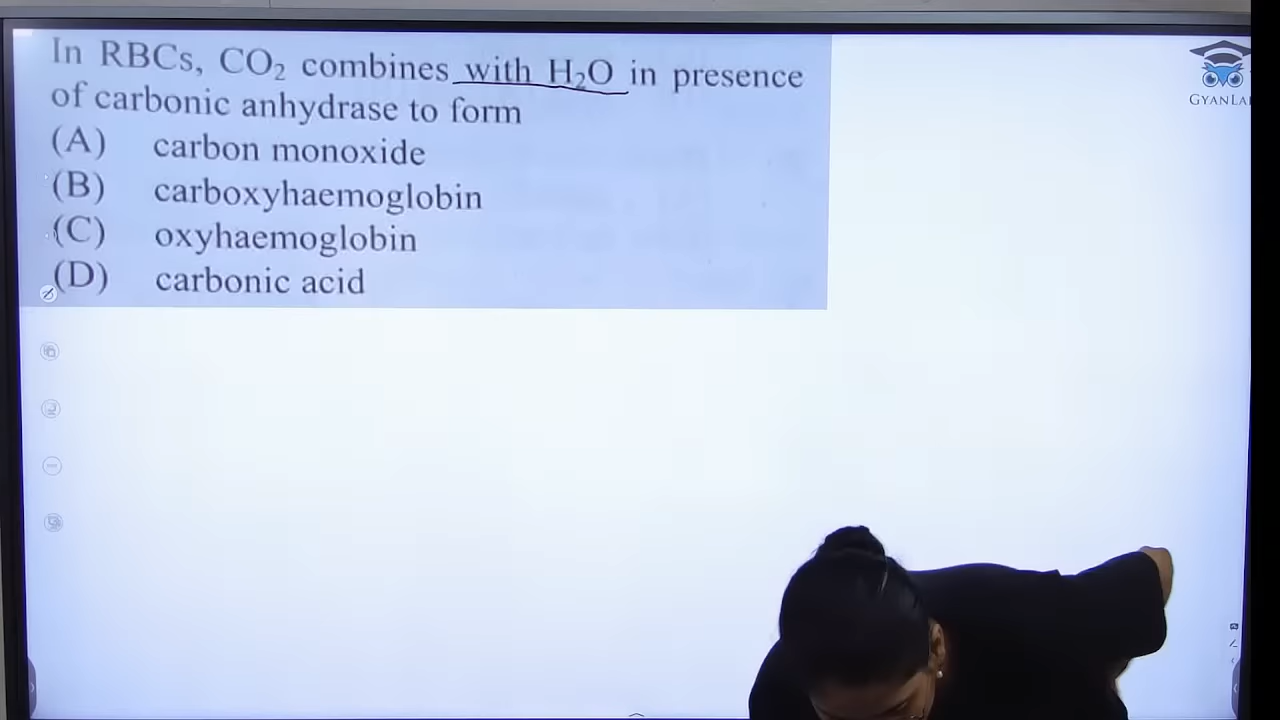 In RBCs, CO₂ combines with H₂O in presence
of carbonic anhydrase to form
(A) carbon monoxide
(B) carboxyhaemoglobin
(C) oxyhaemoglobin
(D) carbonic acid